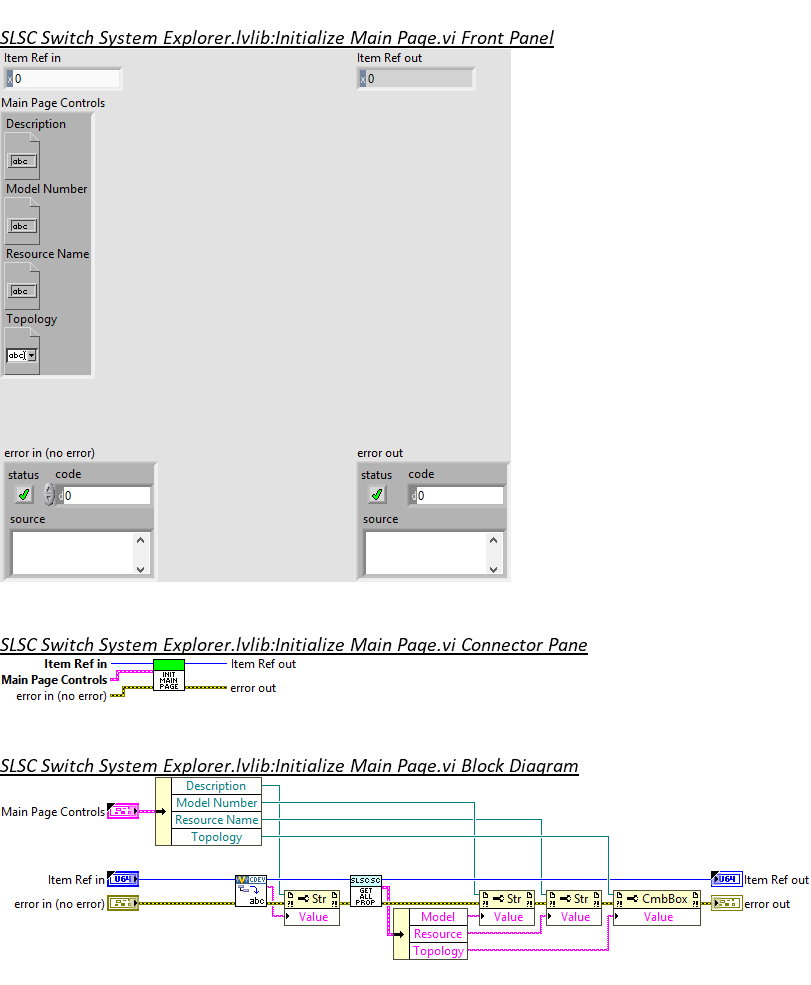 SLSC Switch System Explorer.lvlib:Initialize Main Page.vi Front Panel
Item Ref in
Item Ref out
x 0
x 0
Main Page Controls
Description
abc
Model Number
abc
Resource Name
abc
Topology
abc
error in (no error)
error out
status code
status code
d 0
d 0
source
source
SLSC Switch System Explorer.lvlib:Initialize Main Page.vi Connector Pane
Item Ref in
Item Ref out
Main Page Controls
INIT
MAIN
PAGE
error in (no error)
error out
SLSC Switch System Explorer.lvlib:Initialize Main Page.vi Block Diagram
Description
Model Number
Main Page Controls
Resource Name
Topology
Item Ref in
U64
CDEV
abc
SLSC SC
GET
ALL
PROP
U64
Item Ref out
error in (no error)
Str
Str
Str
CmbBox
error out
Value
Model
Value
Value
Value
Resource
Topology